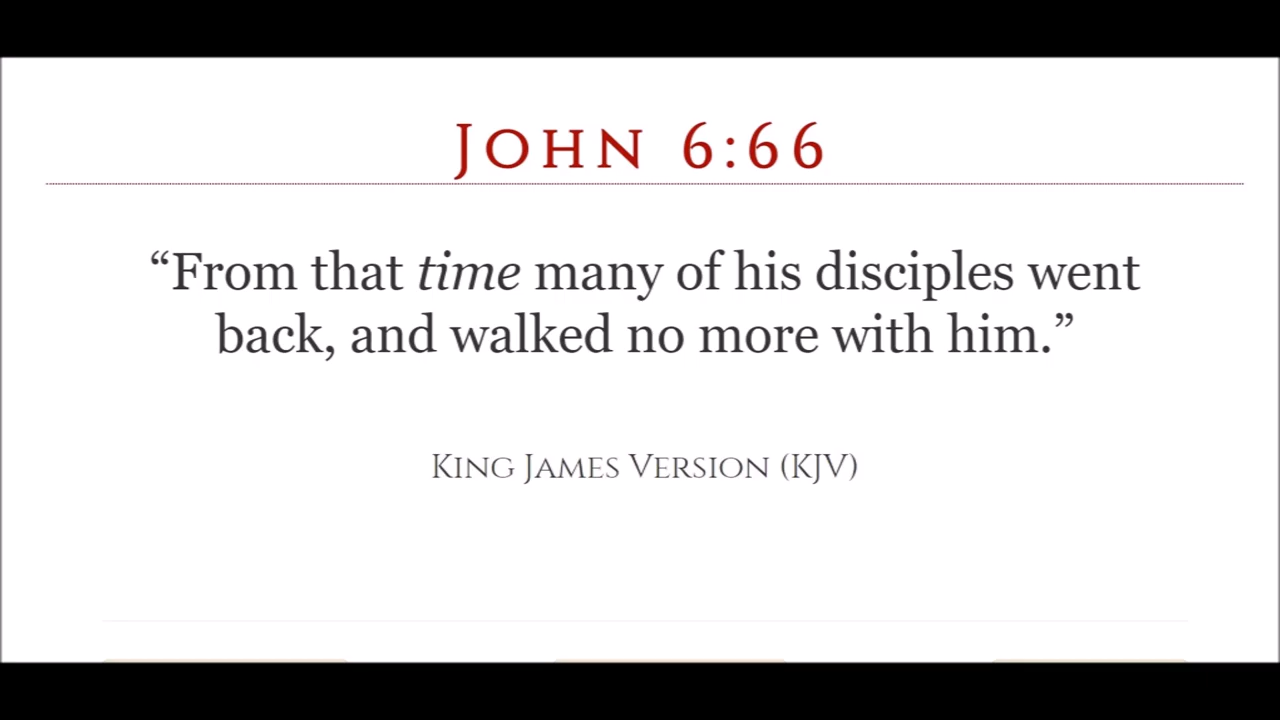 John 6:66
“From that time many of his disciples went
back, and walked no more with him.”
King James Version (KJV)